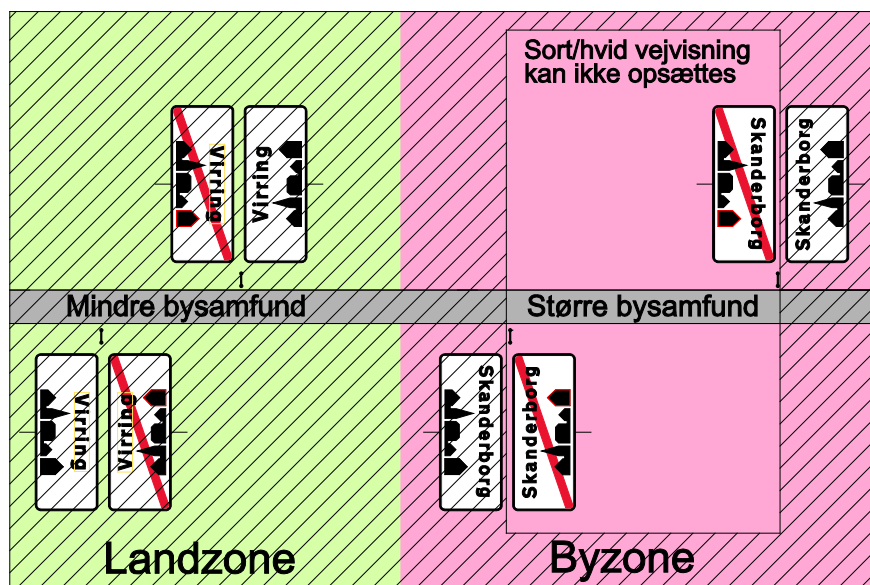 Sort/hvid vejvisning
kan ikke opsættes
Virring
Virring
Skanderborg
Skanderborg
Mindre bysamfund
Større bysamfund
Virring
Virring
Skanderborg
Skanderborg
Landzone
Byzone